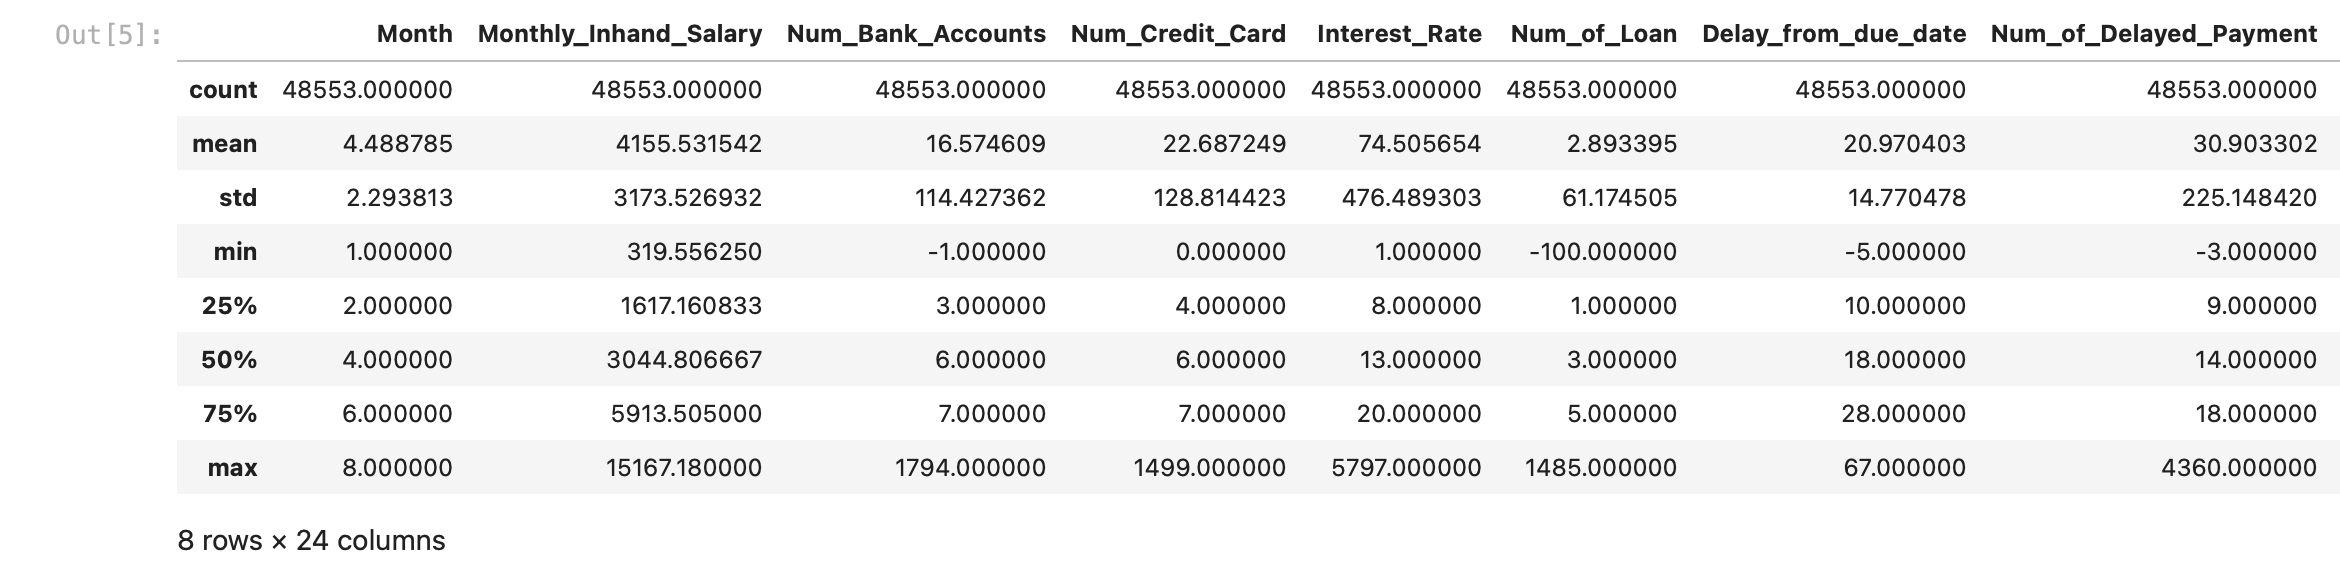 Out[5]:
Month Monthly_Inhand_Salary Num_Bank_Accounts Num_Credit_Card Interest_Rate Num_of_Loan Delay_from_due_date Num_of_Delayed_Payment
count 48553.000000 48553.000000 48553.000000 48553.000000 48553.000000 48553.000000 48553.000000 48553.000000
mean 4.488785 4155.531542 16.574609 22.687249 74.505654 2.893395 20.970403 30.903302
std 2.293813 3173.526932 114.427362 128.814423 476.489303 61.174505 14.770478 225.148420
min 1.000000 319.556250 -1.000000 0.000000 1.000000 -100.000000 -5.000000 -3.000000
25% 2.000000 1617.160833 3.000000 4.000000 8.000000 1.000000 10.000000 9.000000
50% 4.000000 3044.806667 6.000000 6.000000 13.000000 3.000000 18.000000 14.000000
75% 6.000000 5913.505000 7.000000 7.000000 20.000000 5.000000 28.000000 18.000000
max 8.000000 15167.180000 1794.000000 1499.000000 5797.000000 1485.000000 67.000000 4360.000000
8 rows × 24 columns